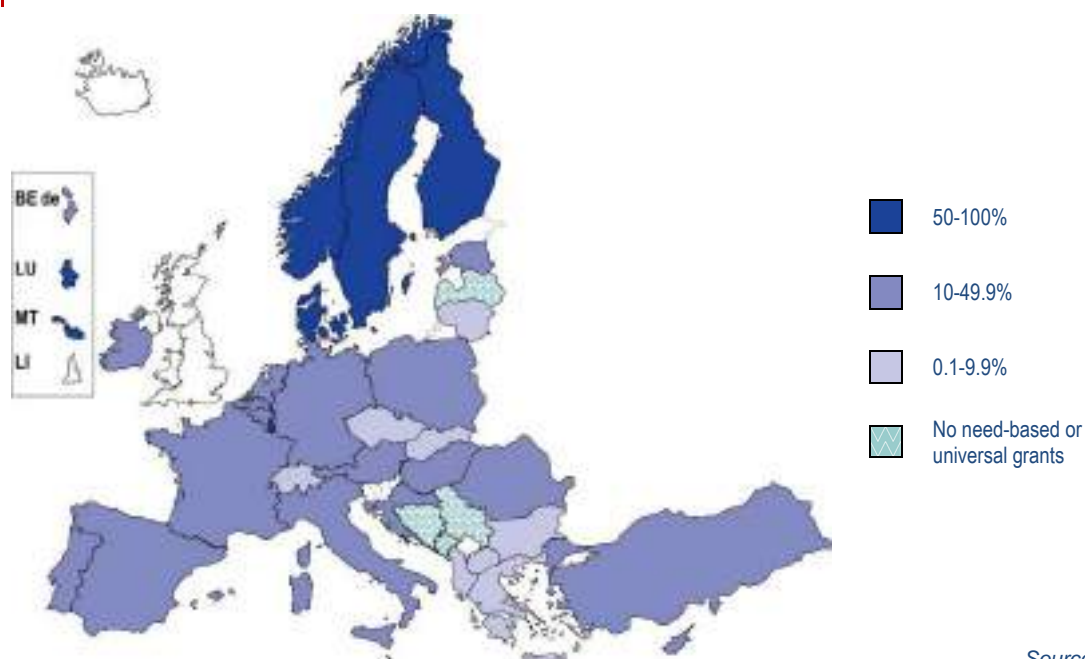 BE de
LU
MT
LI
50-100%
10-49.9%
0.1-9.9%
No need-based or
universal grants
Source